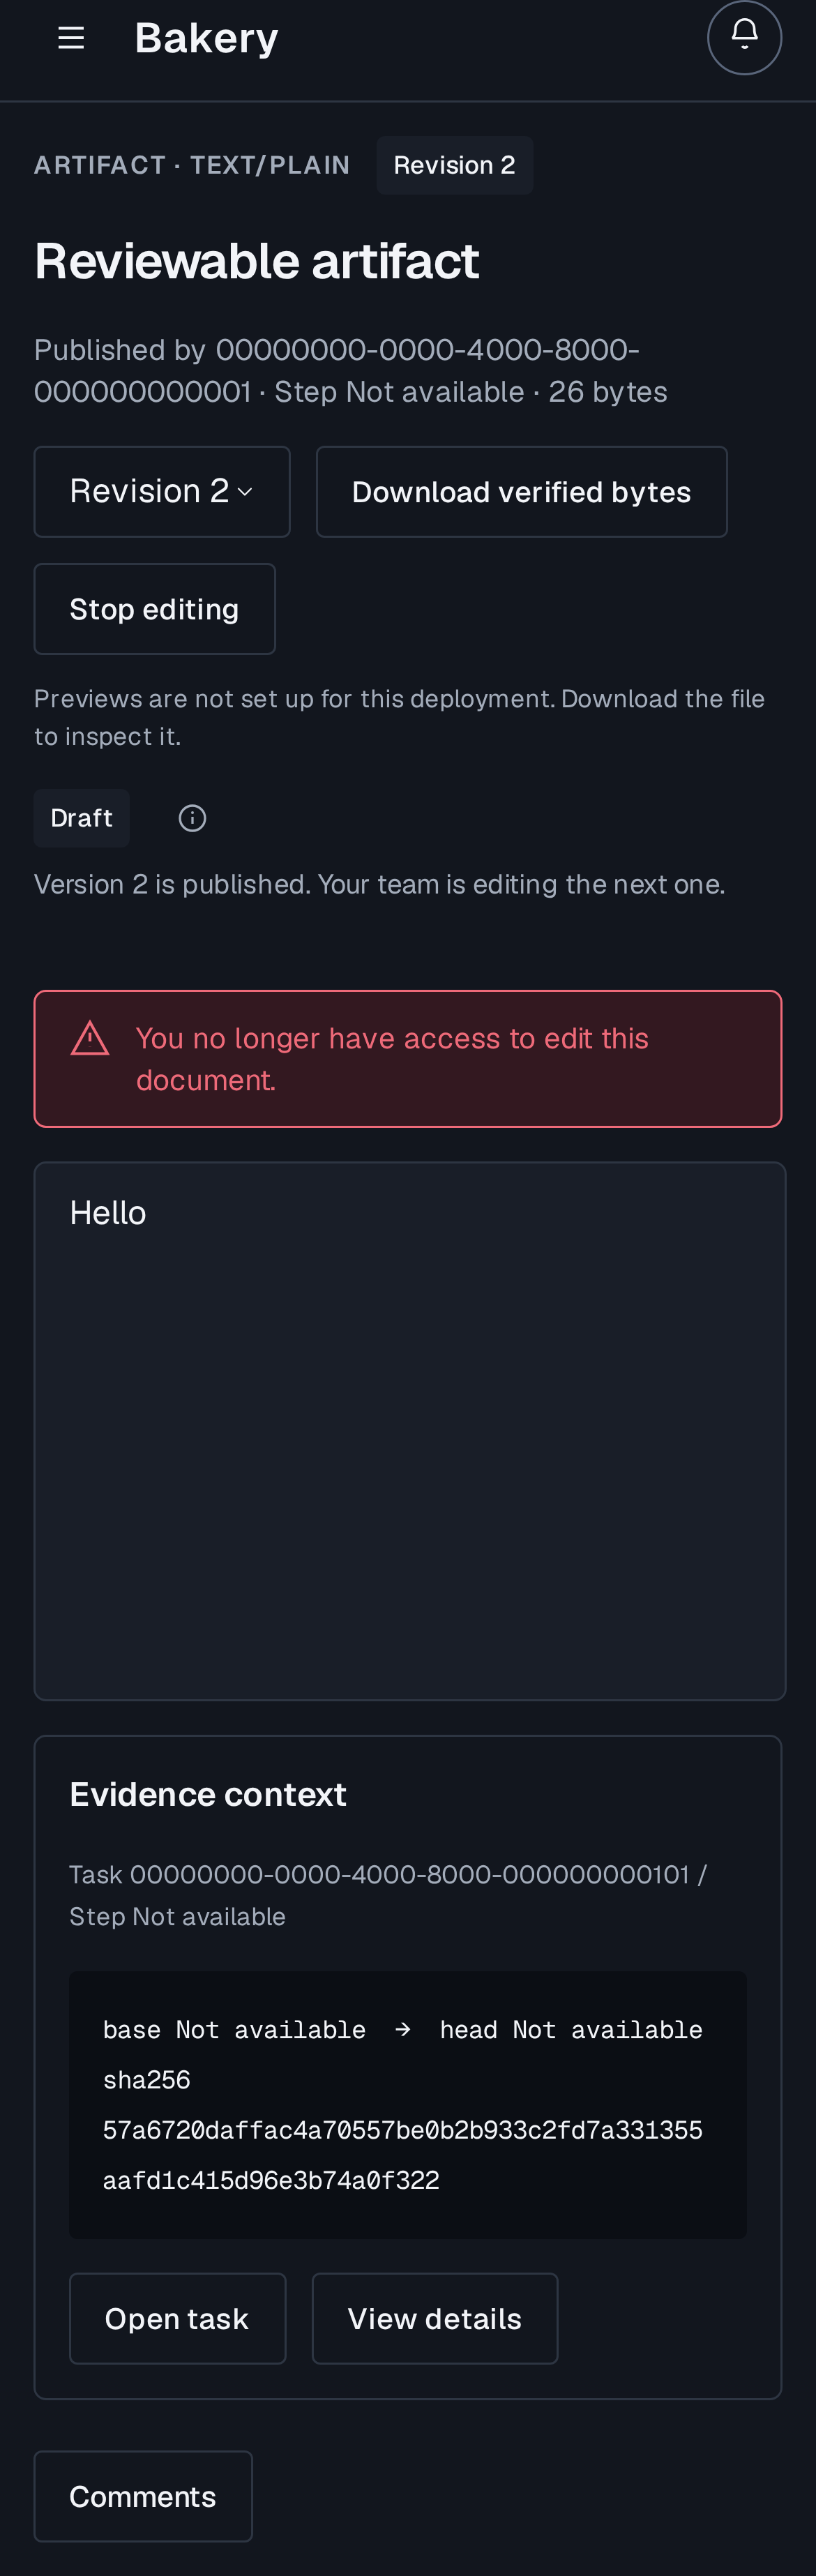 Bakery
ARTIFACT · TEXT/PLAIN
Revision 2
Reviewable artifact
Published by 00000000-0000-4000-8000-
000000000001 · Step Not available · 26 bytes
Revision 2
Download verified bytes
Stop editing
Previews are not set up for this deployment. Download the file
to inspect it.
Draft
Version 2 is published. Your team is editing the next one.
You no longer have access to edit this
document.
Hello
Evidence context
Task 00000000-0000-4000-8000-000000000101 /
Step Not available
base Not available → head Not available
sha256
57a6720daffac4a70557be0b2b933c2fd7a331355
aafd1c415d96e3b74a0f322
Open task
View details
Comments